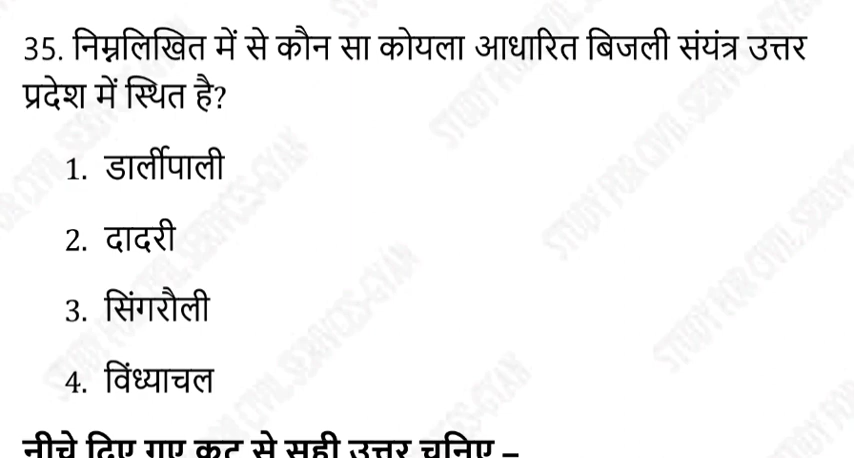 35. निम्नलिखित में से कौन सा कोयला आधारित बिजली संयंत्र उत्तर
प्रदेश में स्थित है?
1. डार्लीपाली
2. दादरी
3. सिंगरौली
4. विंध्याचल
नीचे दिए गए कूट से सही उत्तर चुनिए –